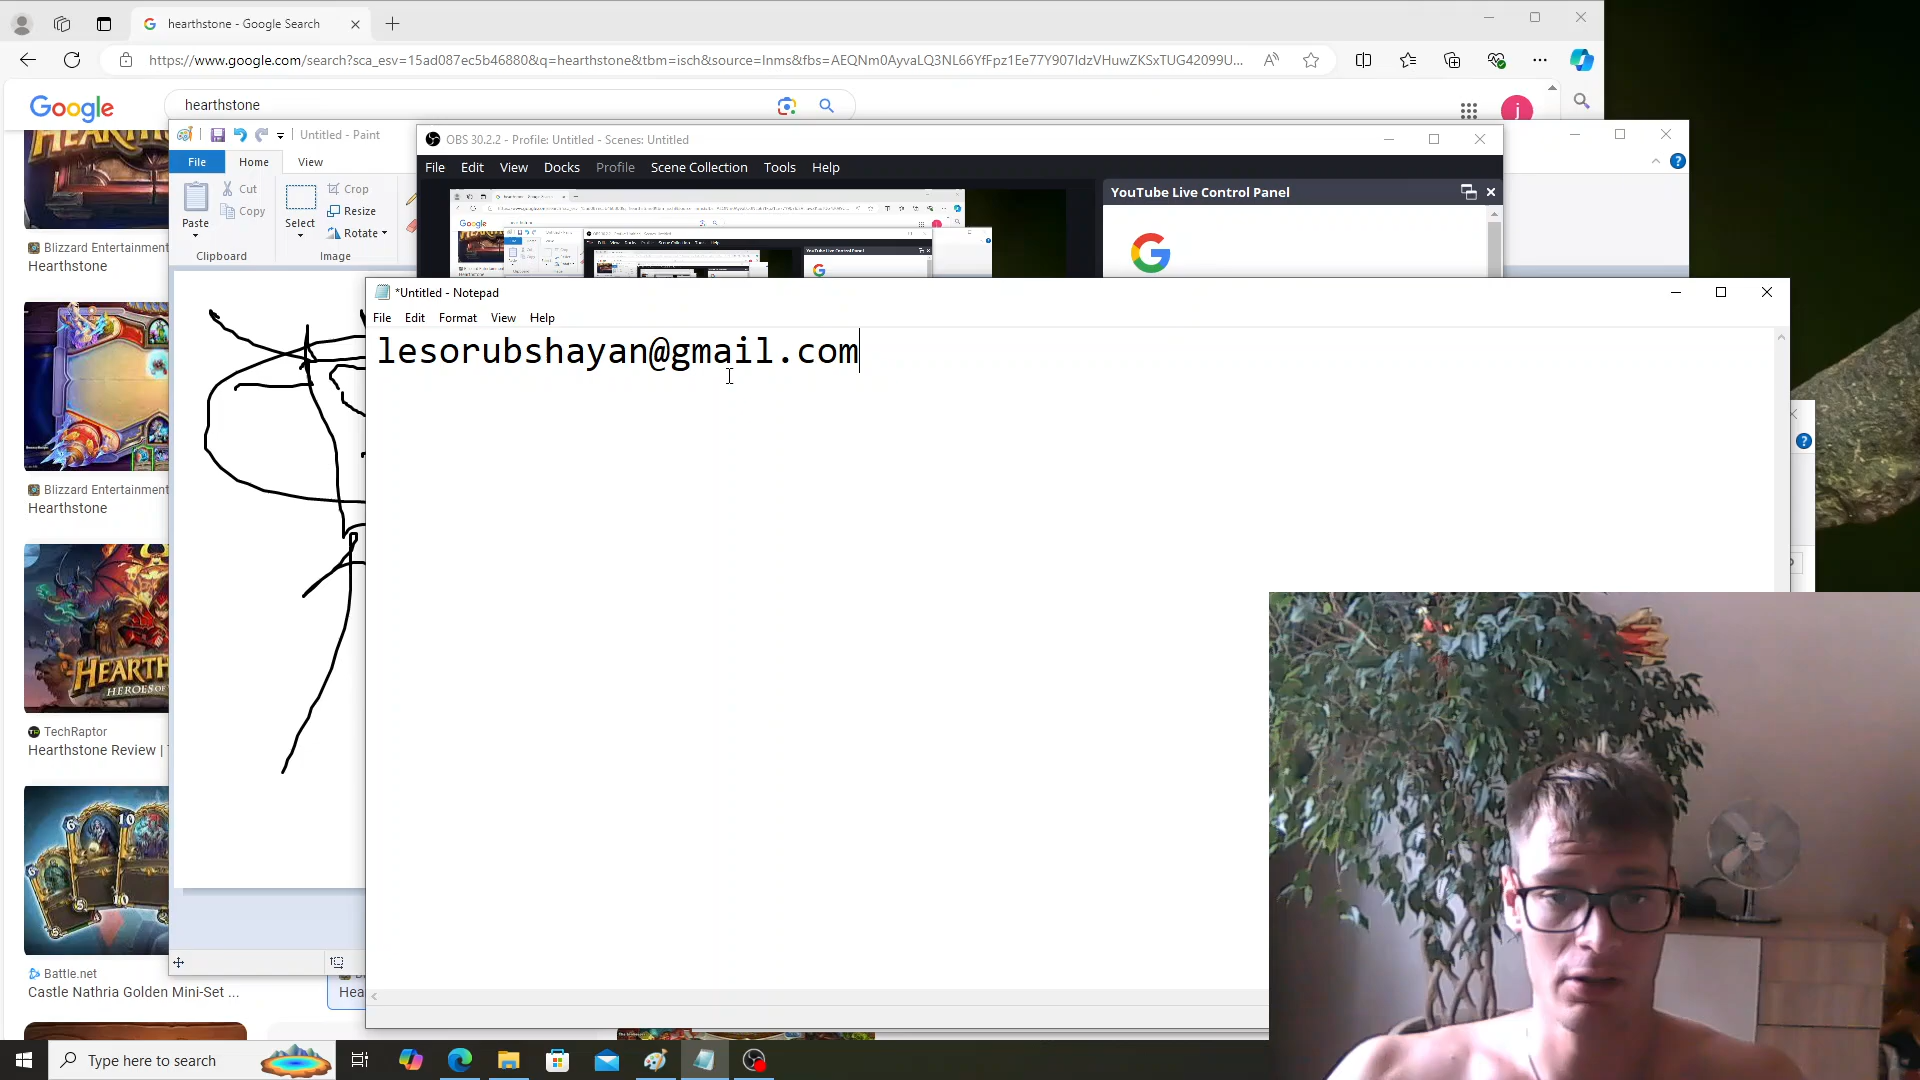 hearthstone - Google Search
https://www.google.com/search?sca_esv=15ad087ec5b46880&q=hearthstone&tbm=isch&source=lnms&fbs=AEQNm0AyvaLQ3NL66YfFpz1Ee77Y907ldzVHuwZKSxTUG42099U...
Google
hearthstone
j
Untitled - Paint
OBS 30.2.2 - Profile: Untitled - Scenes: Untitled
File Home View
File Edit View Docks Profile Scene Collection Tools Help
Cut
Copy
Paste
Clipboard
Crop
Resize
Rotate
Select
Image
YouTube Live Control Panel
Blizzard Entertainment
Hearthstone
*Untitled - Notepad
File Edit Format View Help
lesorubshayan@gmail.com
Blizzard Entertainment
Hearthstone
HEARTH
HEROES OF
TechRaptor
Hearthstone Review |
Battle.net
Castle Nathria Golden Mini-Set ...
Hea
Type here to search